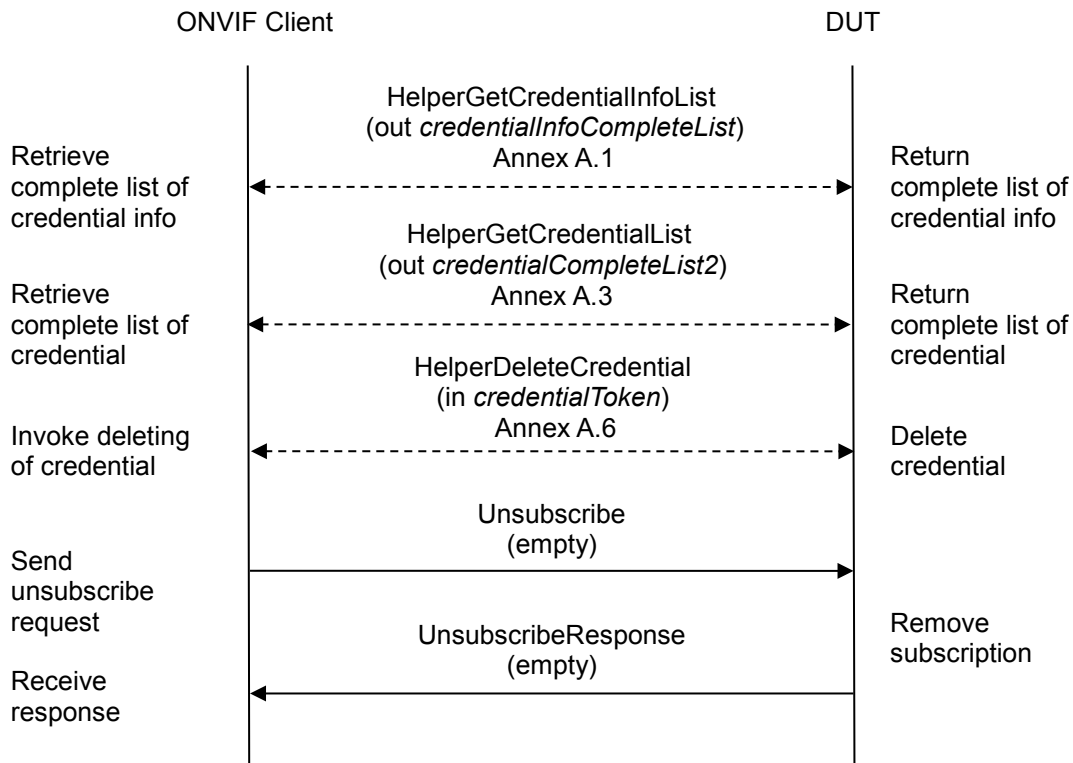 ONVIF Client
DUT
HelperGetCredentialInfoList
(out credentialInfoCompleteList)
Annex A.1
Retrieve
complete list of
credential info
Return
complete list of
credential info
HelperGetCredentialList
(out credentialCompleteList2)
Annex A.3
Retrieve
complete list of
credential
Return
complete list of
credential
HelperDeleteCredential
(in credentialToken)
Annex A.6
Invoke deleting
of credential
Delete
credential
Unsubscribe
(empty)
Send
unsubscribe
request
UnsubscribeResponse
(empty)
Remove
subscription
Receive
response